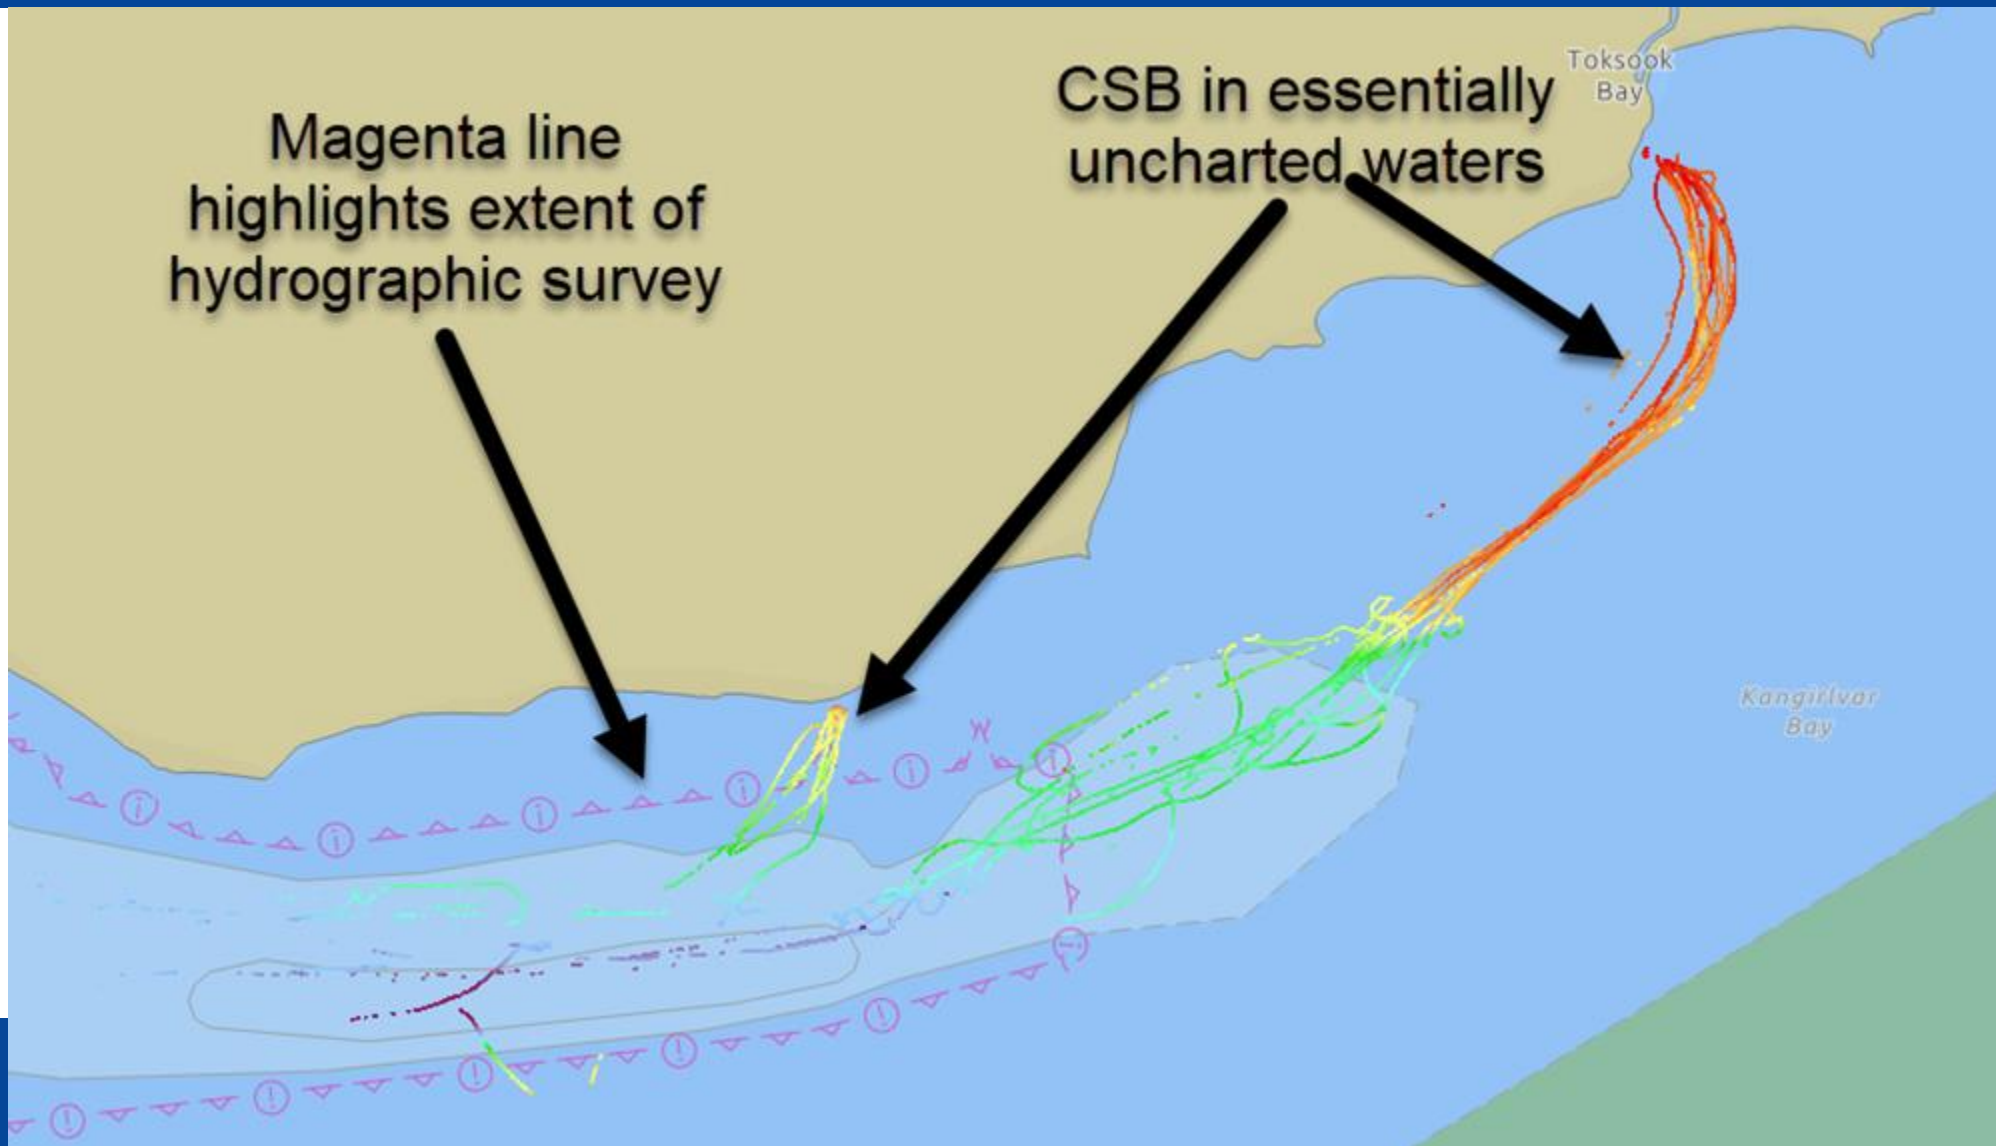 Magenta line
highlights extent of
hydrographic survey
CSB in essentially
uncharted waters
Toksook
Bay
Kangirlvar
Bay